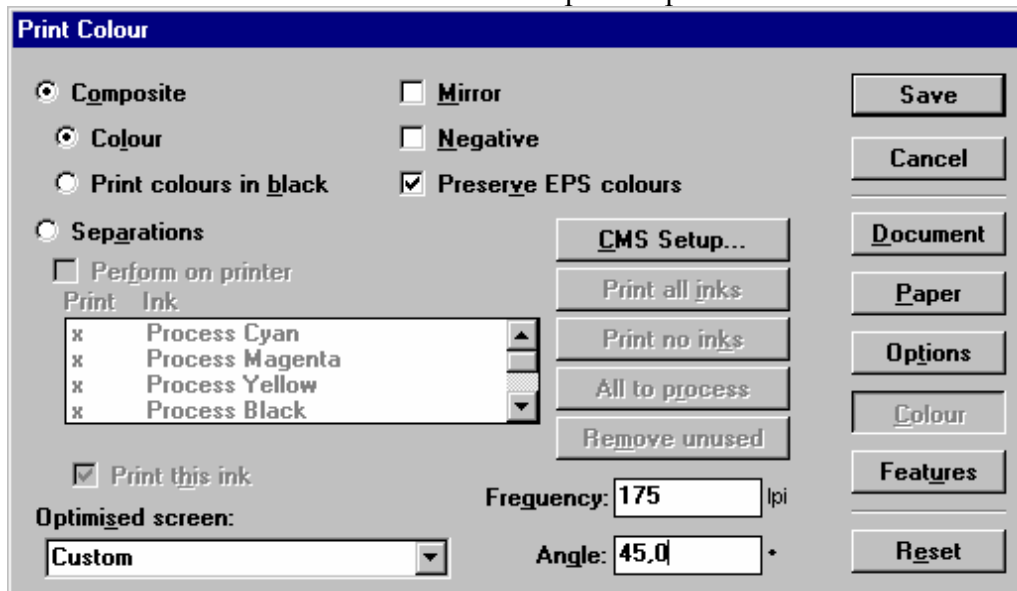 Print Colour
Composite
Mirror
Save
Colour
Negative
Cancel
Print colours in black
Preserve EPS colours
Separations
CMS Setup...
Document
Perform on printer
Print all inks
Paper
Print Ink
x Process Cyan
Print no inks
x Process Magenta
Options
x Process Yellow
All to process
x Process Black
Colour
Remove unused
Print this ink
Features
Frequency: 175 lpi
Optimised screen:
Custom
Angle: 45,0 °
Reset